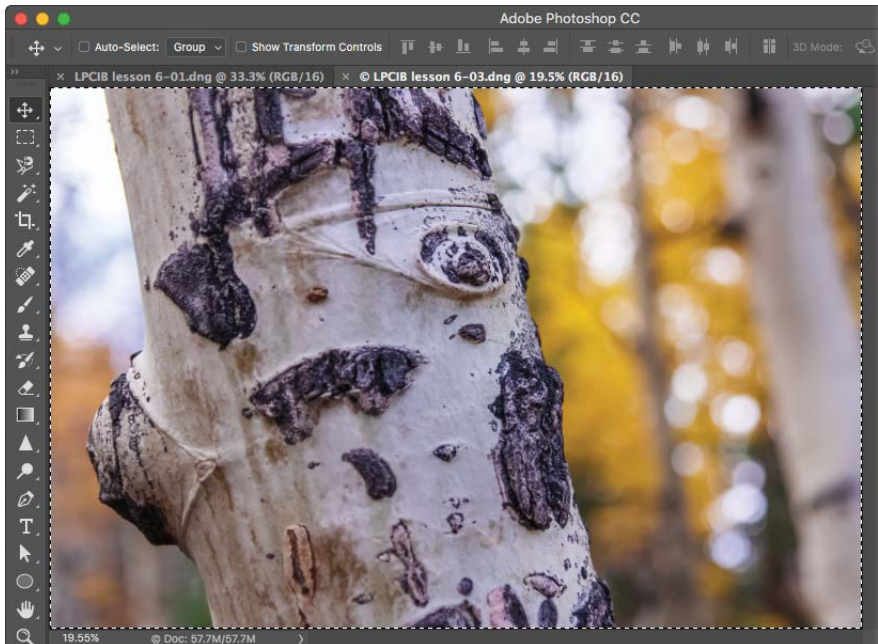 Adobe Photoshop CC
Auto-Select: Group Show Transform Controls 3D Mode:
× LPCIB lesson 6-01.dng @ 33.3% (RGB/16) × © LPCIB lesson 6-03.dng @ 19.5% (RGB/16)
T
19.55% © Doc: 57.7M/57.7M